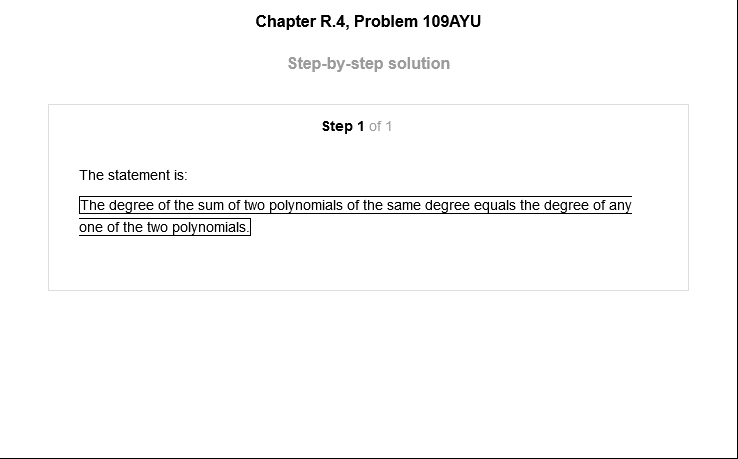 Chapter R.4, Problem 109AYU
Step-by-step solution
Step 1 of 1
The statement is:
The degree of the sum of two polynomials of the same degree equals the degree of any
one of the two polynomials.